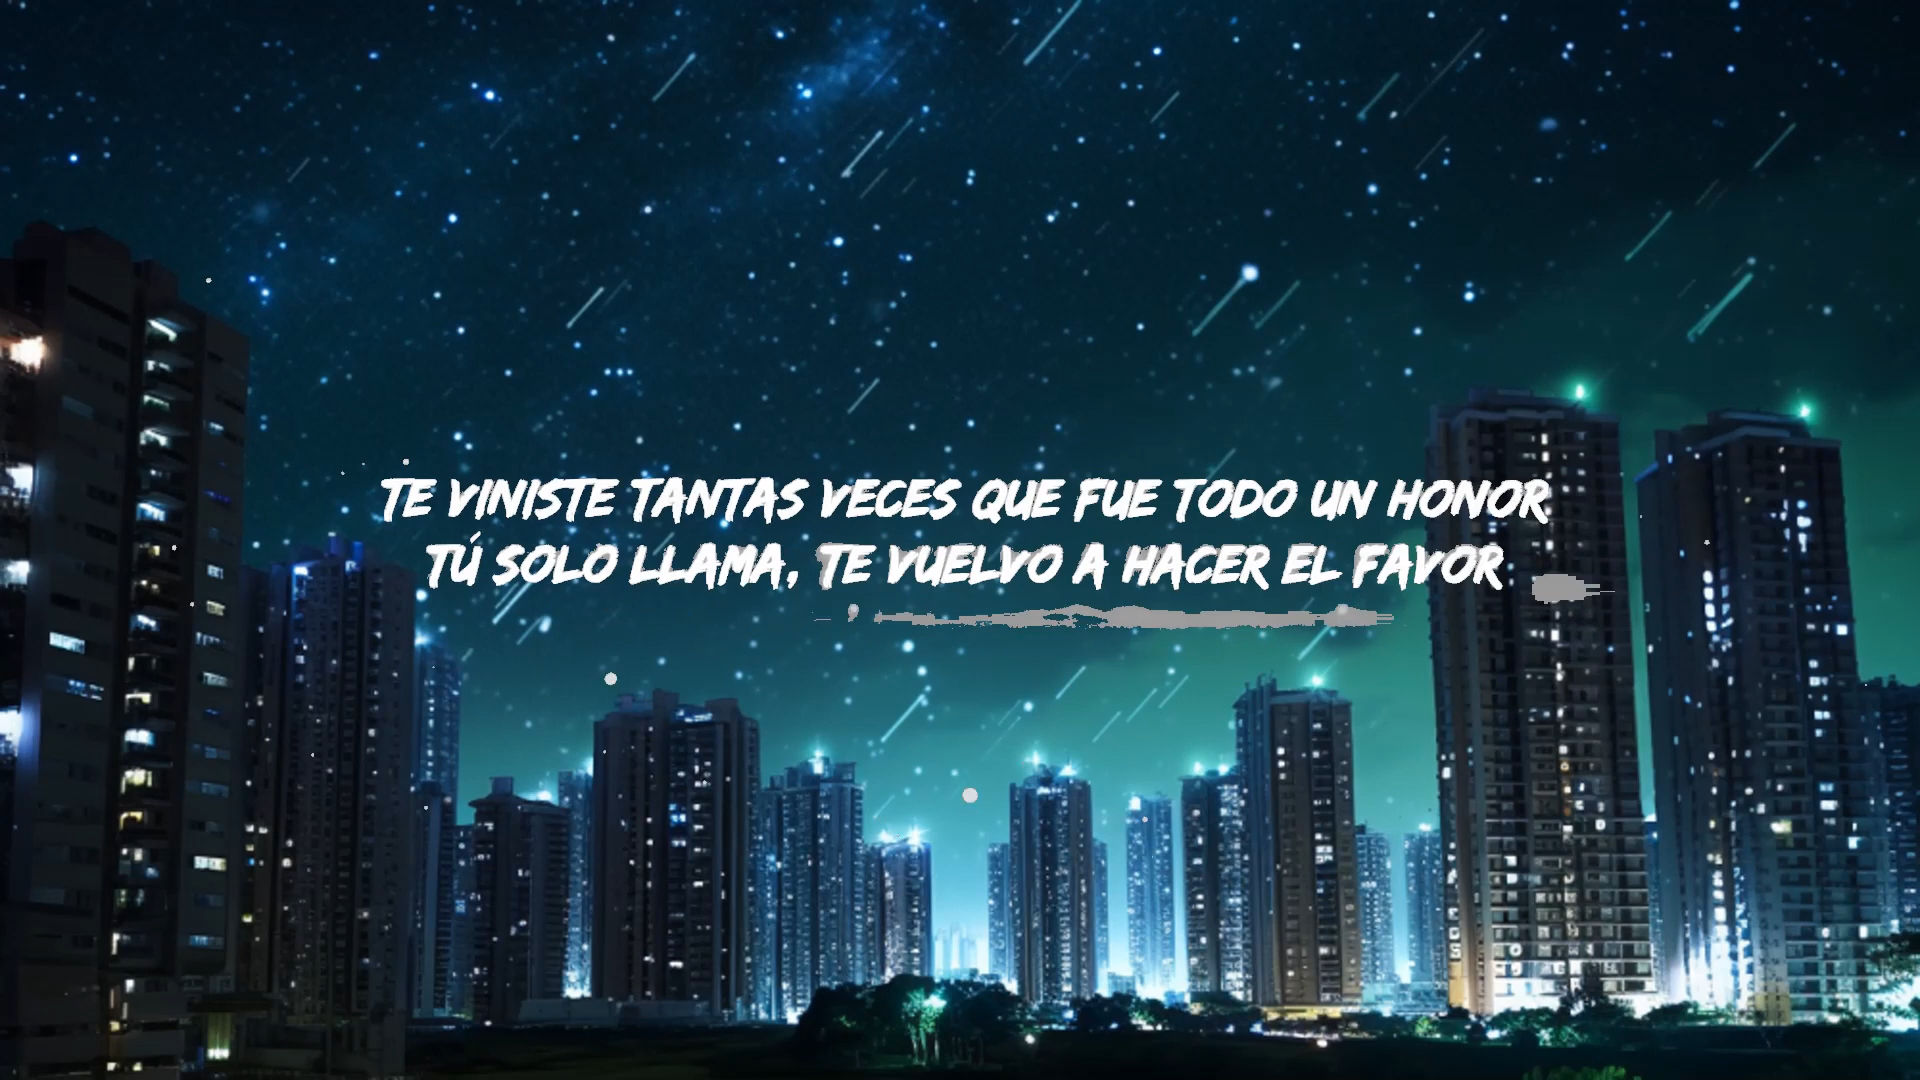 TE VINISTE TANTAS VECES QUE FUE TODO UN HONOR
TÚ SOLO LLAMA, TE VUELVO A HACER EL FAVOR